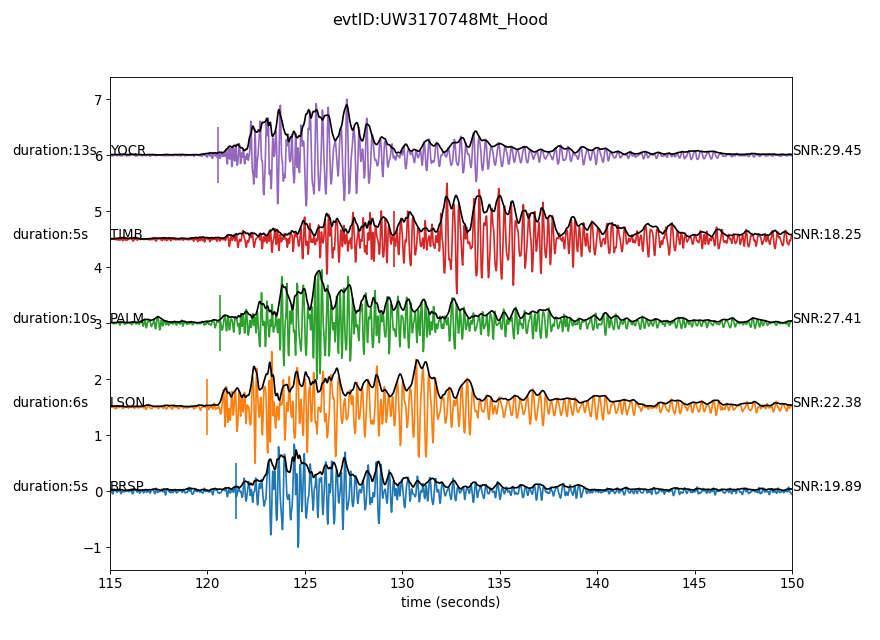 evtID:UW3170748Mt_Hood
7
duration:13s YOCR 6 SNR:29.45
5
duration:5s TIMB SNR:18.25
4
duration:10s PALM 3 SNR:27.41
2
duration:6s LSON SNR:22.38
1
duration:5s BRSP 0 SNR:19.89
−1
115 120 125 130 135 140 145 150
time (seconds)